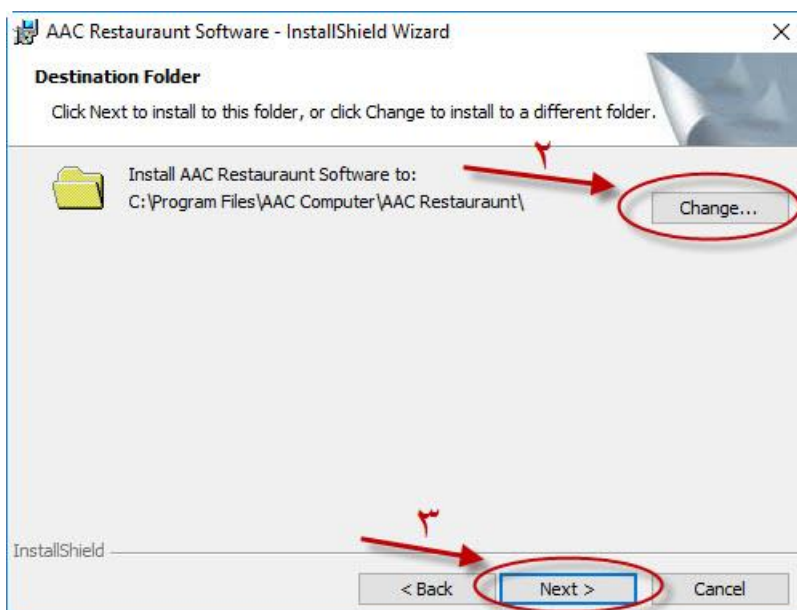 AAC Restauraunt Software - InstallShield Wizard
Destination Folder
Click Next to install to this folder, or click Change to install to a different folder.
۲
Install AAC Restauraunt Software to:
C:\Program Files\AAC Computer\AAC Restauraunt\
Change...
۳
InstallShield
< Back Next > Cancel